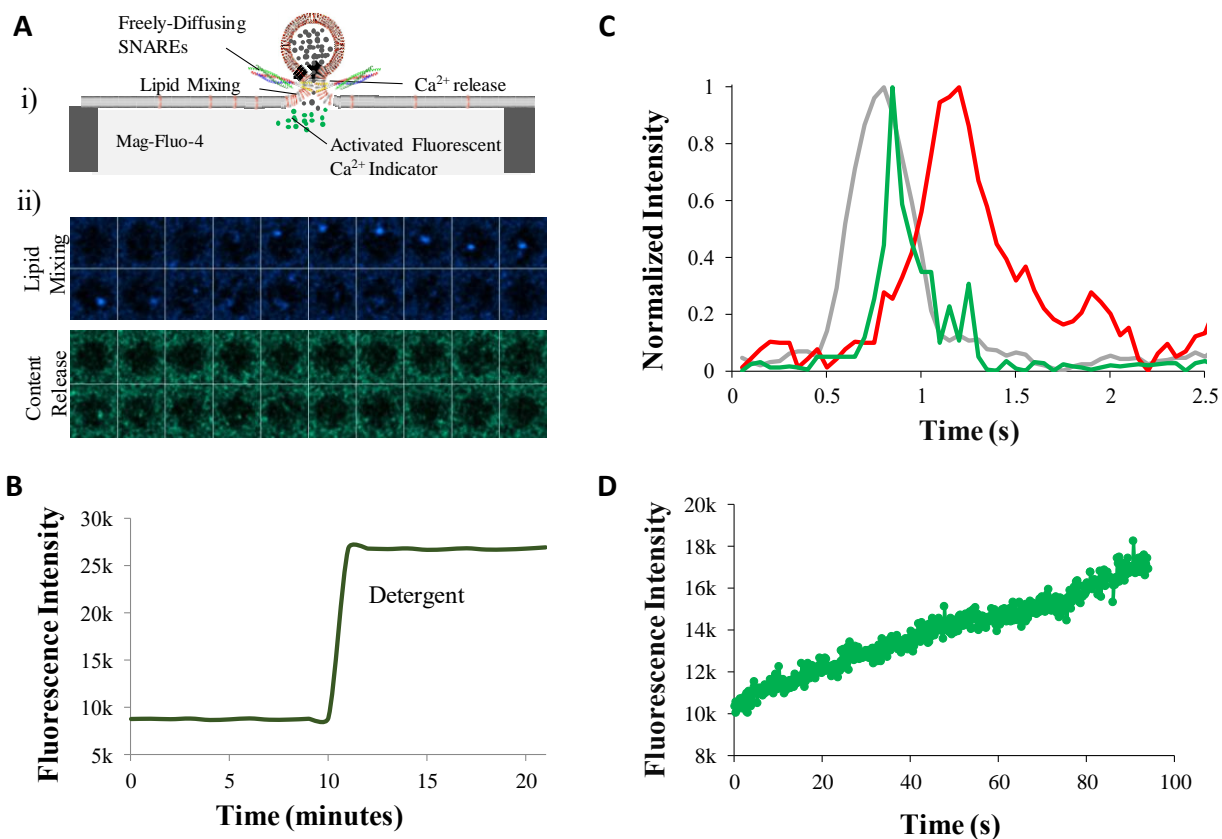 A
Freely-Diffusing
SNAREs
Lipid Mixing
Ca²⁺ release
i)
Mag-Fluo-4
Activated Fluorescent
Ca²⁺ Indicator
ii)
Lipid
Mixing
Content
Release
B
Fluorescence Intensity
30k
25k
20k
15k
10k
5k
Detergent
0
5
10
15
20
Time (minutes)
C
Normalized Intensity
1
0.8
0.6
0.4
0.2
0
0
0.5
1
1.5
2
2.5
Time (s)
D
Fluorescence Intensity
20k
18k
16k
14k
12k
10k
8k
0
20
40
60
80
100
Time (s)